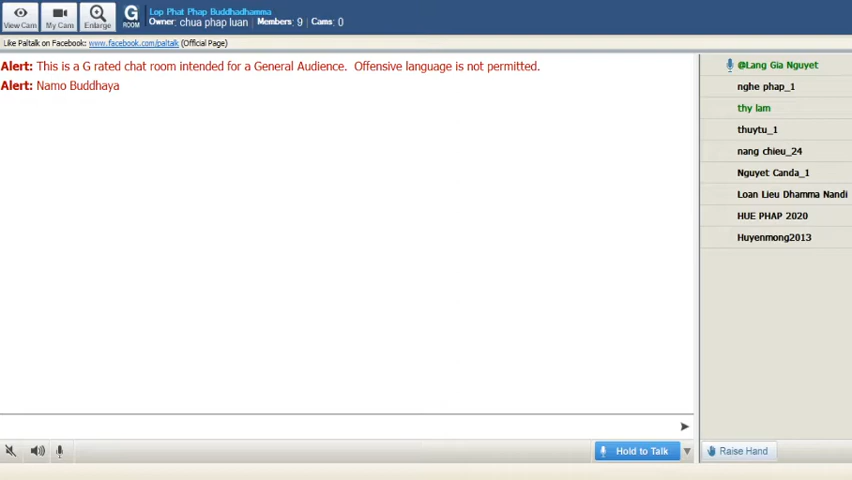 Lop Phat Phap Buddhadhamma
Owner: chua phap luan Members: 9 Cams: 0
View Cam
My Cam
Enlarge
G
ROOM
Like Paltalk on Facebook: www.facebook.com/paltalk (Official Page)
Alert: This is a G rated chat room intended for a General Audience. Offensive language is not permitted.
Alert: Namo Buddhaya
@Lang Gia Nguyet
nghe phap_1
thy lam
thuytu_1
nang chieu_24
Nguyet Canda_1
Loan Lieu Dhamma Nandi
HUE PHAP 2020
Huyenmong2013
Hold to Talk
Raise Hand